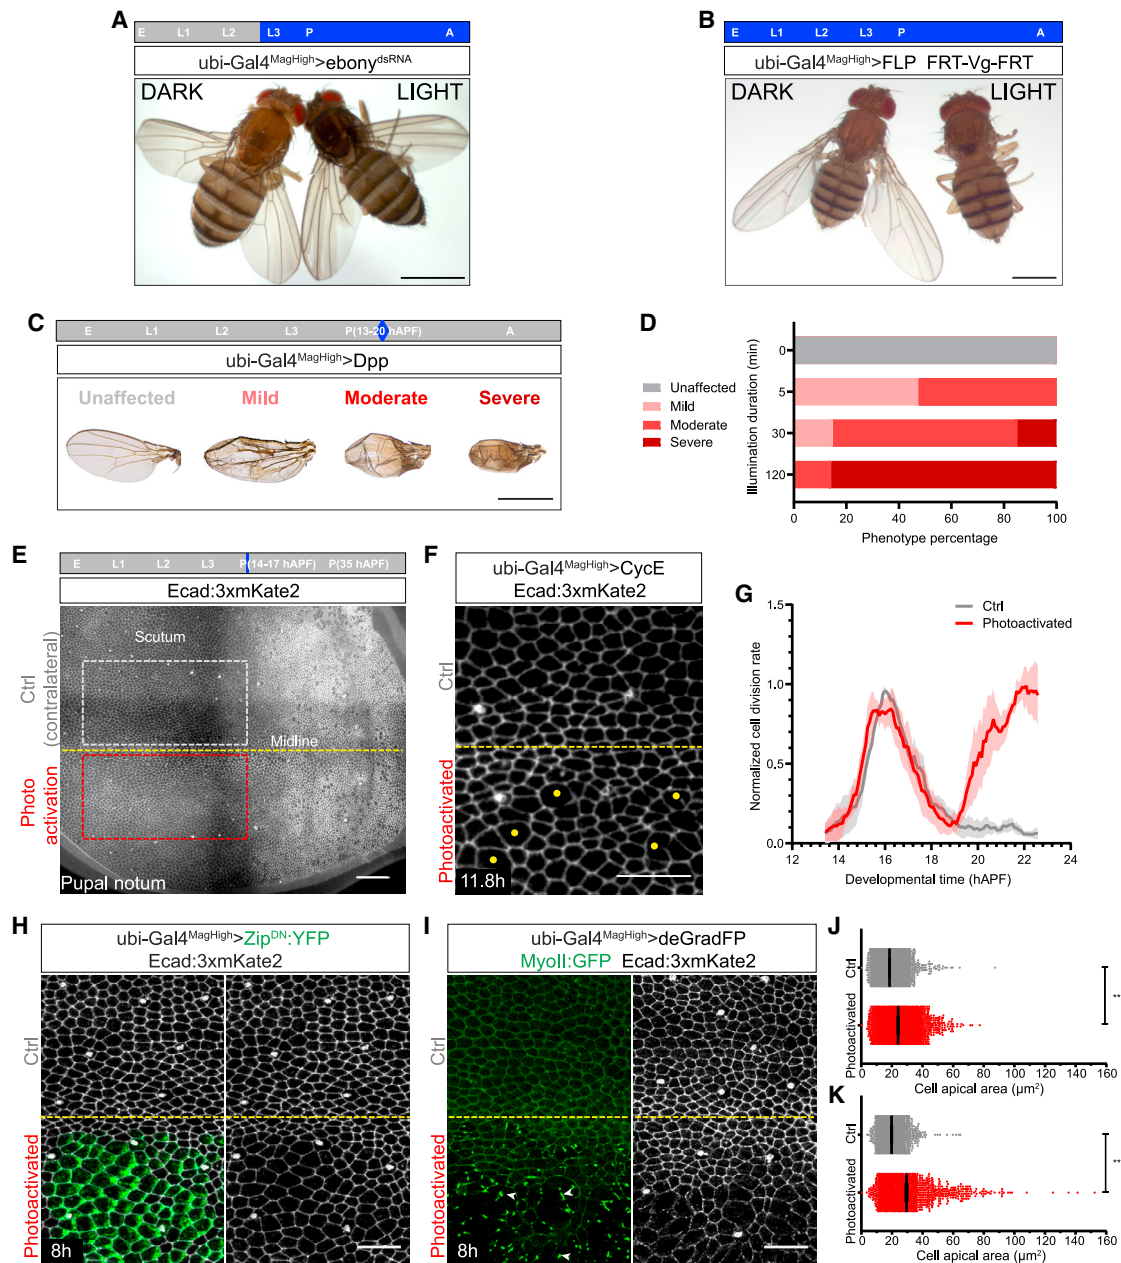 A
E L1 L2 L3 P A
ubi-Gal4MagHigh>ebonydsRNA
DARK LIGHT
B
E L1 L2 L3 P A
ubi-Gal4MagHigh>FLP FRT-Vg-FRT
DARK LIGHT
C
E L1 L2 L3 P(13-20 hAPF) A
ubi-Gal4MagHigh>Dpp
Unaffected Mild Moderate Severe
D
Unaffected
Mild
Moderate
Severe
Illumination duration (min)
0
5
30
120
0 20 40 60 80 100
Phenotype percentage
E
E L1 L2 L3 P(14-17 hAPF) P(35 hAPF)
Ecad:3xmKate2
Ctrl
(contralateral)
Photo
activation
Scutum
Midline
Pupal notum
F
ubi-Gal4MagHigh>CycE
Ecad:3xmKate2
Ctrl
Photoactivated
11.8h
G
Ctrl
Photoactivated
Normalized cell division rate
1.5
1.0
0.5
0.0
12 14 16 18 20 22 24
Developmental time (hAPF)
H
ubi-Gal4MagHigh>ZipDN:YFP
Ecad:3xmKate2
Ctrl
Photoactivated
8h
I
ubi-Gal4MagHigh>deGradFP
MyoII:GFP Ecad:3xmKate2
Ctrl
Photoactivated
8h
J
Ctrl
Photoactivated
**
0 20 40 60 80 100 120 140 160
Cell apical area (µm²)
K
Ctrl
Photoactivated
**
0 20 40 60 80 100 120 140 160
Cell apical area (µm²)